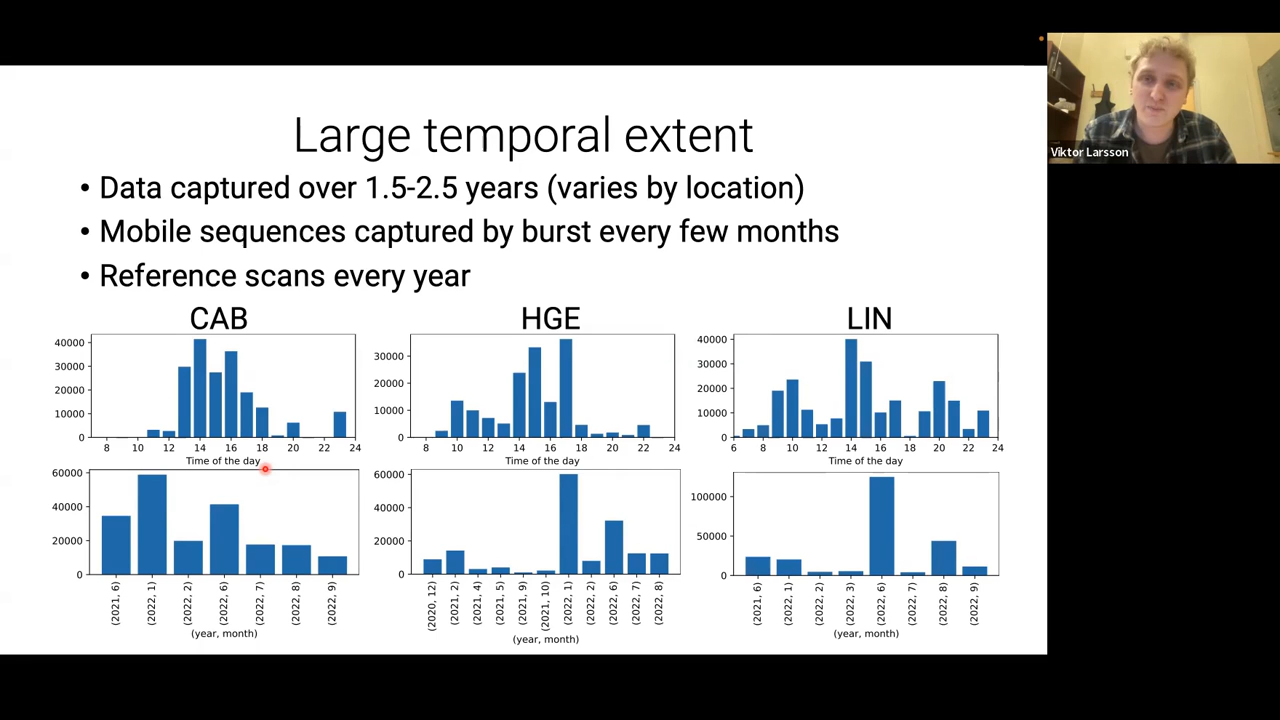 Large temporal extent
• Data captured over 1.5-2.5 years (varies by location)
• Mobile sequences captured by burst every few months
• Reference scans every year
CAB
40000
30000
20000
10000
0
8 10 12 14 16 18 20 22 24
Time of the day
60000
40000
20000
0
(2021, 6) (2022, 1) (2022, 2) (2022, 6) (2022, 7) (2022, 8) (2022, 9)
(year, month)
HGE
30000
20000
10000
0
8 10 12 14 16 18 20 22 24
Time of the day
60000
40000
20000
0
(2020, 12) (2021, 2) (2021, 4) (2021, 5) (2021, 9) (2021, 10) (2022, 1) (2022, 2) (2022, 6) (2022, 7) (2022, 8)
(year, month)
LIN
40000
30000
20000
10000
0
6 8 10 12 14 16 18 20 22 24
Time of the day
100000
50000
0
(2021, 6) (2022, 1) (2022, 2) (2022, 3) (2022, 6) (2022, 7) (2022, 8) (2022, 9)
(year, month)
Viktor Larsson